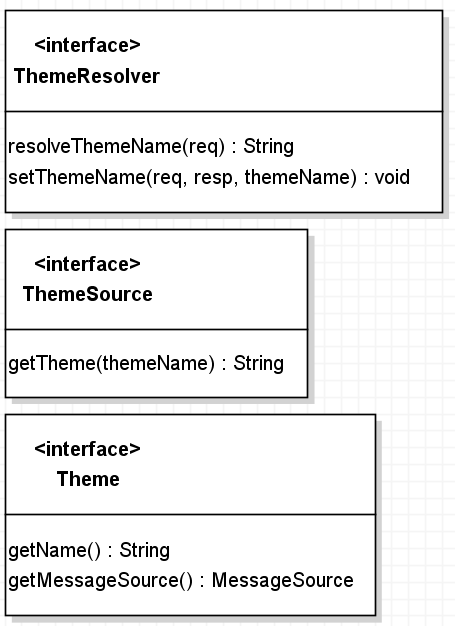 <interface>
ThemeResolver
resolveThemeName(req) : String
setThemeName(req, resp, themeName) : void
<interface>
ThemeSource
getTheme(themeName) : String
<interface>
Theme
getName() : String
getMessageSource() : MessageSource